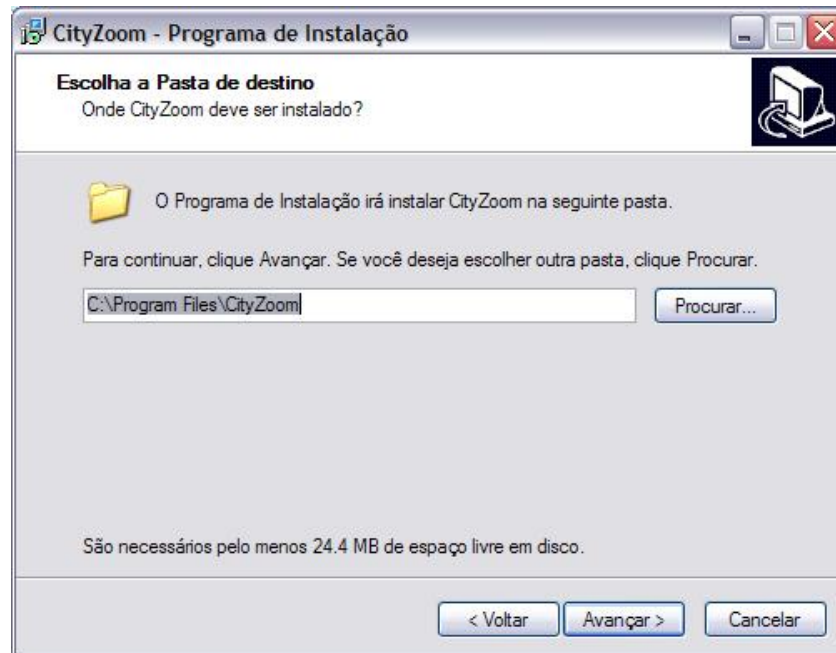 CityZoom - Programa de Instalação
Escolha a Pasta de destino
Onde CityZoom deve ser instalado?
O Programa de Instalação irá instalar CityZoom na seguinte pasta.
Para continuar, clique Avançar. Se você deseja escolher outra pasta, clique Procurar.
C:\Program Files\CityZoom
Procurar...
São necessários pelo menos 24.4 MB de espaço livre em disco.
< Voltar
Avançar >
Cancelar